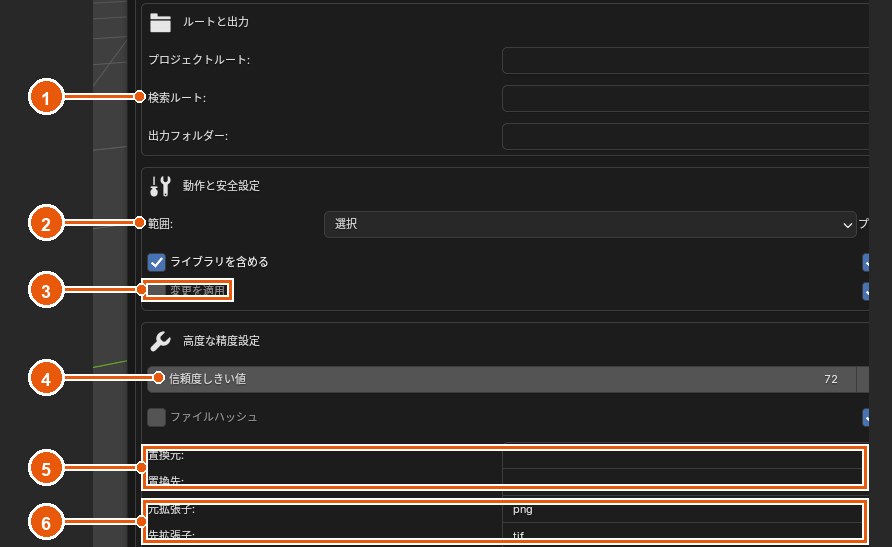 ルートと出力
プロジェクトルート:
1 検索ルート:
出力フォルダー:
動作と安全設定
2 範囲: 選択 プ
ライブラリを含める
3 変更を適用
高度な精度設定
4 信頼度しきい値 72
ファイルハッシュ
5 置換元:
置換先:
6 元拡張子: png
先拡張子: tif